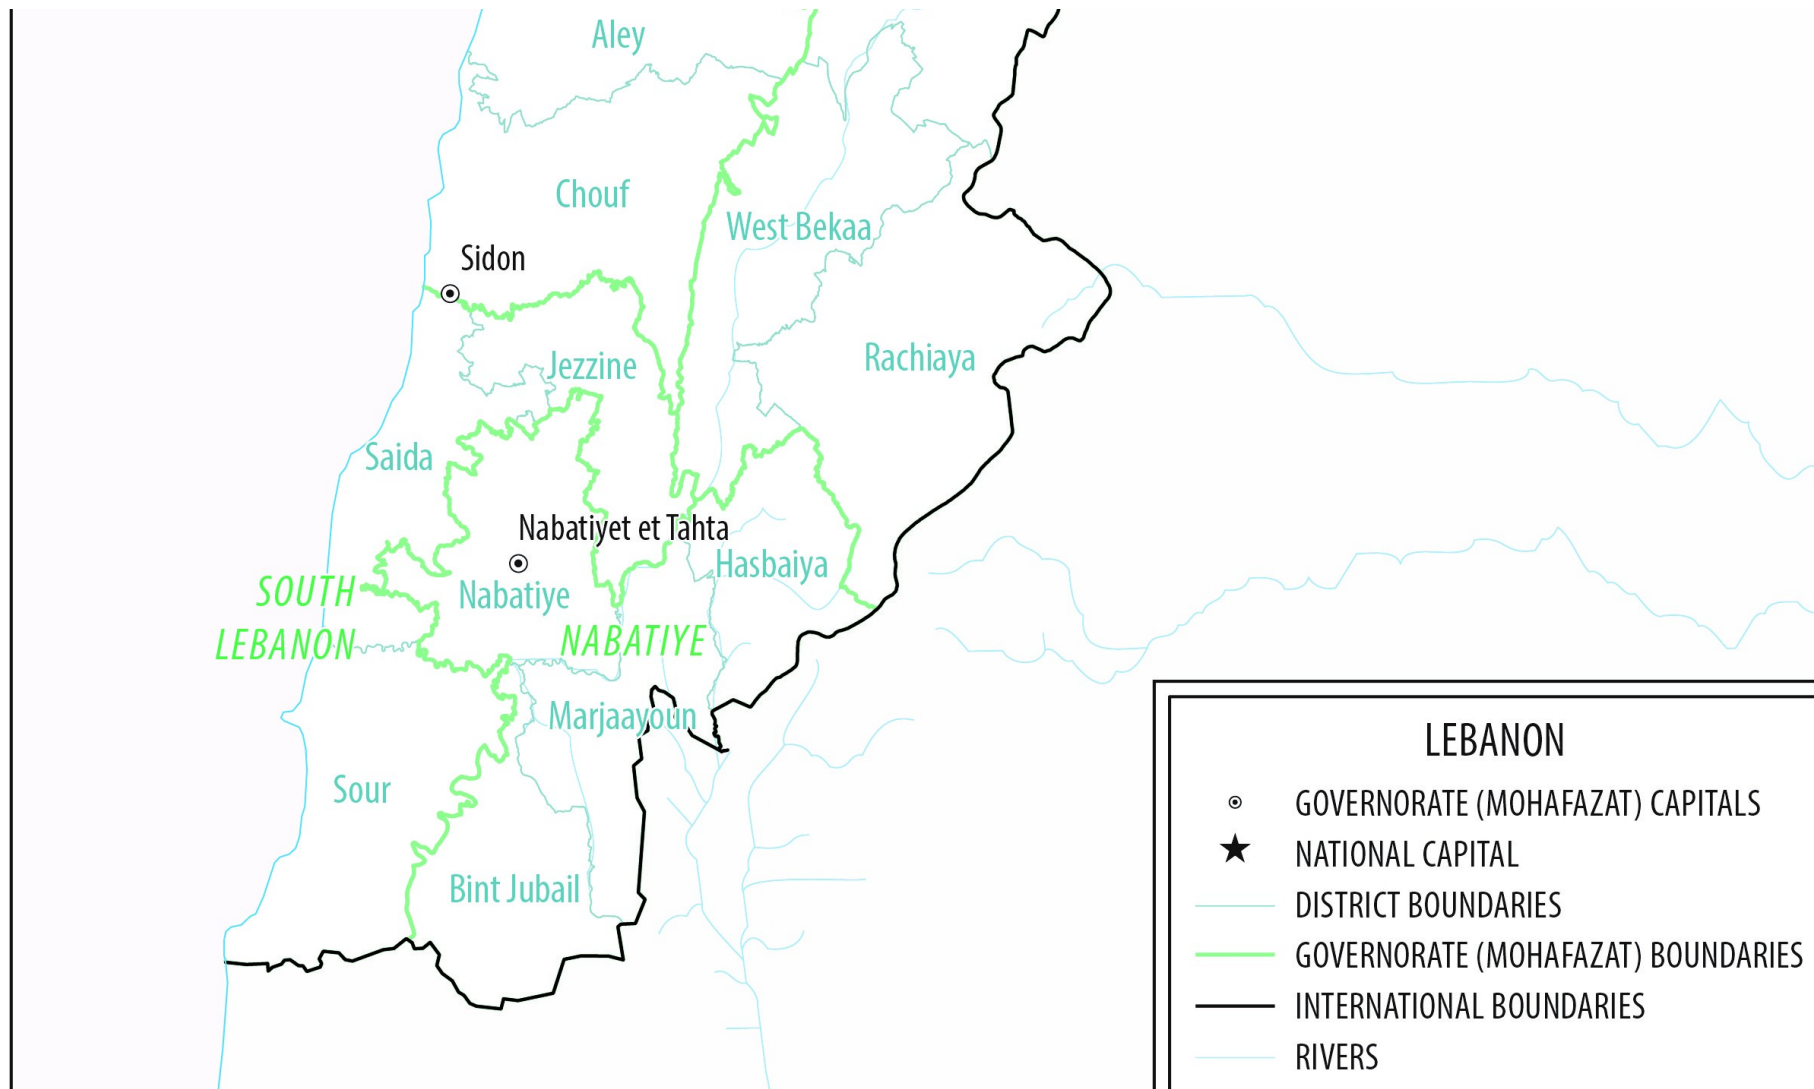 Aley
Chouf
West Bekaa
Sidon
Jezzine
Rachiaya
Saida
Nabatiyet et Tahta
Hasbaiya
SOUTH
LEBANON
Nabatiye
NABATIYE
Marjaayoun
Sour
Bint Jubail
LEBANON
GOVERNORATE (MOHAFAZAT) CAPITALS
NATIONAL CAPITAL
DISTRICT BOUNDARIES
GOVERNORATE (MOHAFAZAT) BOUNDARIES
INTERNATIONAL BOUNDARIES
RIVERS